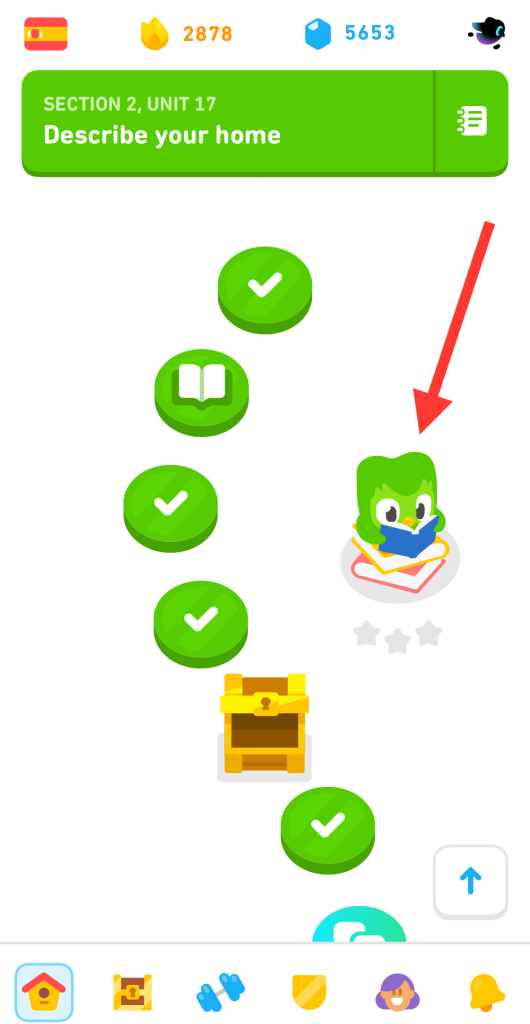 2878
5653
SECTION 2, UNIT 17
Describe your home